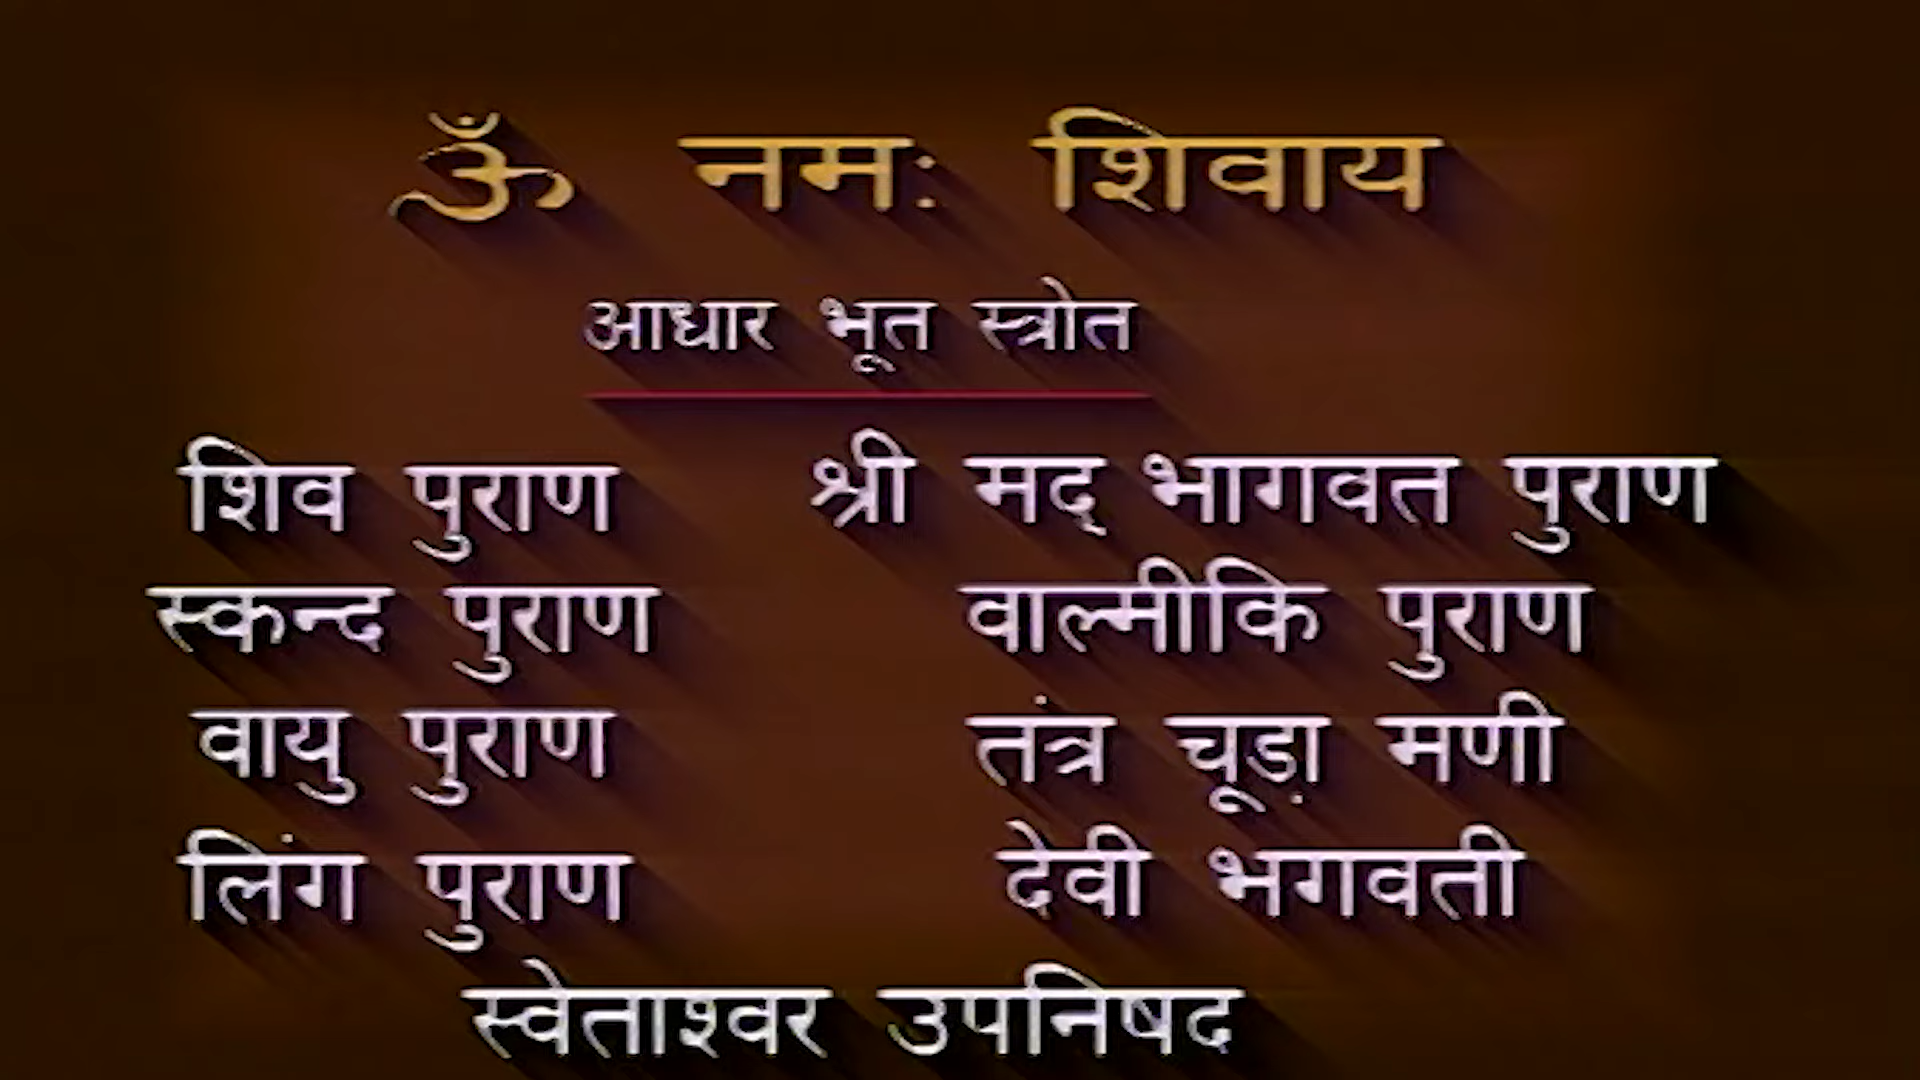 ॐ नमः शिवाय
आधार भूत स्त्रोत
शिव पुराण श्री मद् भागवत पुराण
स्कन्द पुराण वाल्मीकि पुराण
वायु पुराण तंत्र चूड़ा मणी
लिंग पुराण देवी भगवती
स्वेताश्वर उपनिषद